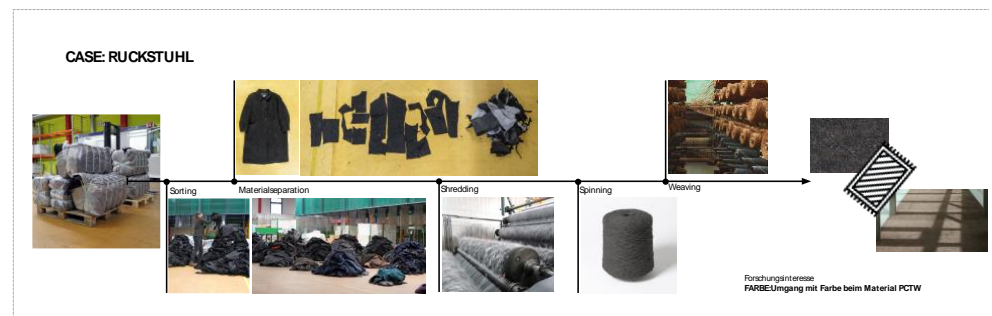 CASE: RUCKSTUHL
Sorting
Materialseparation
Shredding
Spinning
Weaving
Forschungsinteresse
FARBE:Umgang mit Farbe beim Material PCTW